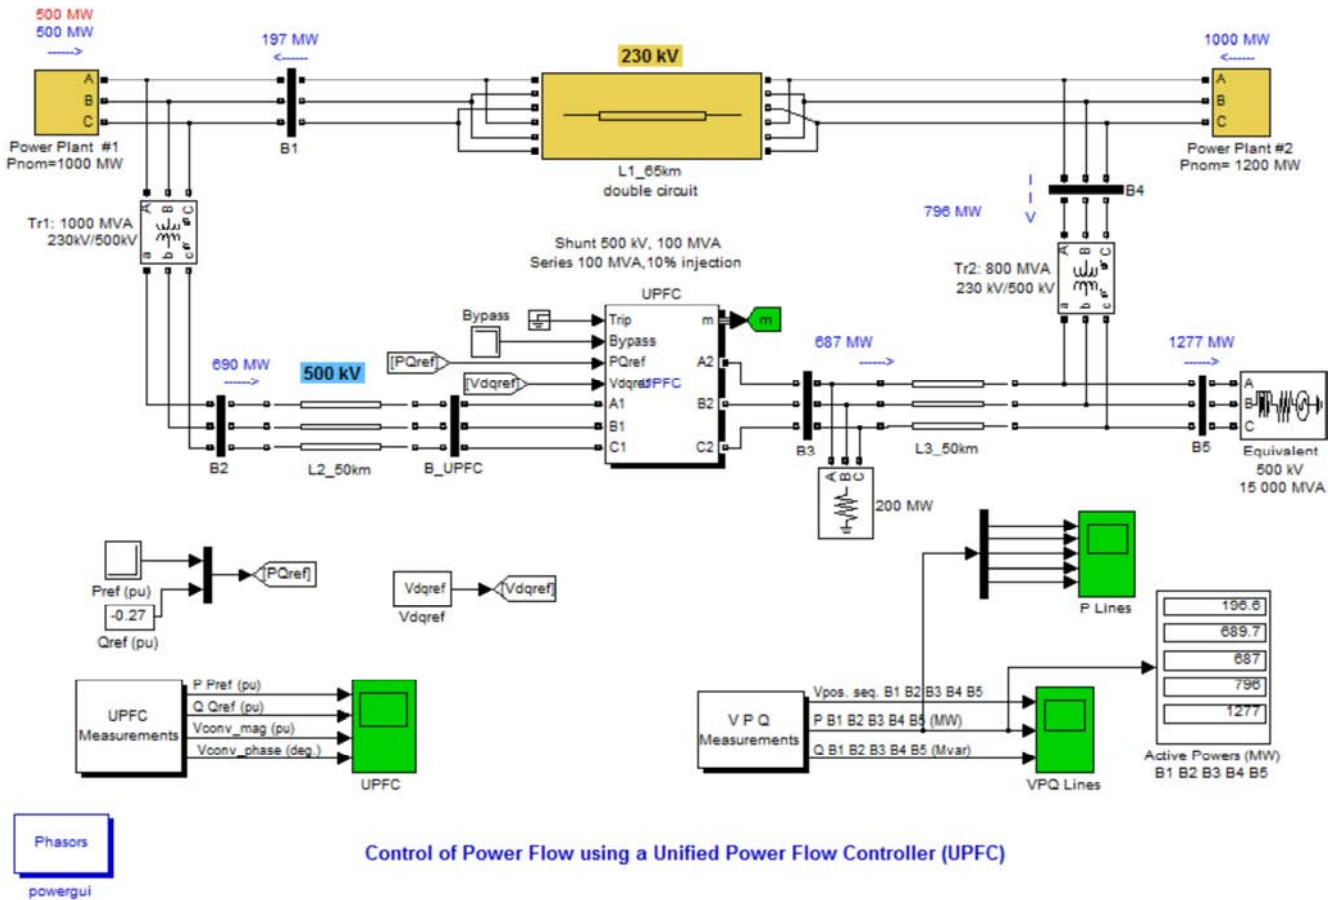 500 MW
500 MW
------>
197 MW
<------
230 kV
1000 MW
<------
A
B
C
Power Plant #1
Pnom=1000 MW
B1
L1_65km
double circuit
A
B
C
Power Plant #2
Pnom= 1200 MW
A B C
Tr1: 1000 MVA
230kV/500kV
a b c
796 MW
| | V
B4
Shunt 500 kV, 100 MVA
Series 100 MVA,10% injection
A B C
Tr2: 800 MVA
230 kV/500 kV
a b c
UPFC
Bypass
Trip
m
m
Bypass
[PQref]
PQref
A2
[Vdqref]
Vdqref
UPFC
690 MW
------>
500 kV
687 MW
------>
1277 MW
------>
A1
B2
B1
C1
C2
A
B
C
B2
L2_50km
B_UPFC
B3
L3_50km
B5
Equivalent
500 kV
15 000 MVA
A B C
200 MW
Pref (pu)
[PQref]
-0.27
Qref (pu)
Vdqref
[Vdqref]
Vdqref
P Lines
196.6
689.7
687
796
1277
Active Powers (MW)
B1 B2 B3 B4 B5
UPFC
Measurements
P Pref (pu)
Q Qref (pu)
Vconv_mag (pu)
Vconv_phase (deg.)
UPFC
V P Q
Measurements
Vpos. seq. B1 B2 B3 B4 B5
P B1 B2 B3 B4 B5 (MW)
Q B1 B2 B3 B4 B5 (Mvar)
VPQ Lines
Phasors
powergui
Control of Power Flow using a Unified Power Flow Controller (UPFC)